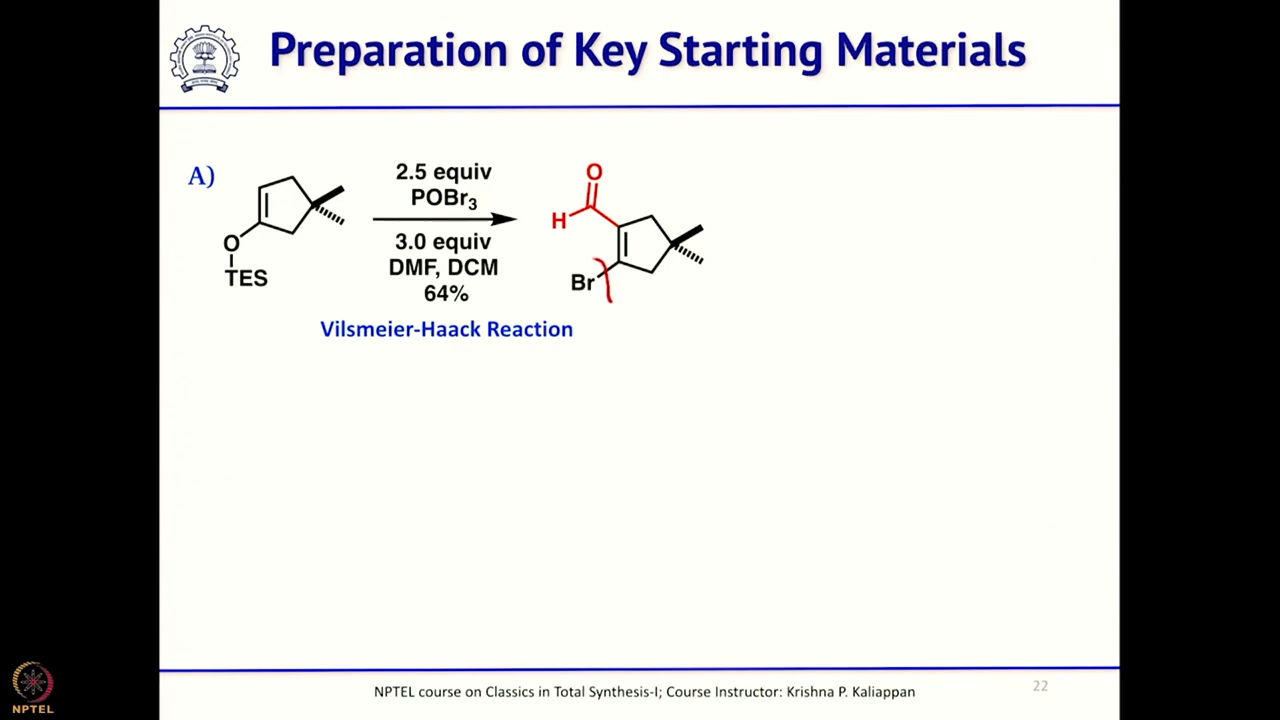 Preparation of Key Starting Materials
A)
O
TES
2.5 equiv
POBr₃
3.0 equiv
DMF, DCM
64%
O
H
Br
Vilsmeier-Haack Reaction
NPTEL course on Classics in Total Synthesis-I; Course Instructor: Krishna P. Kaliappan
22
NPTEL